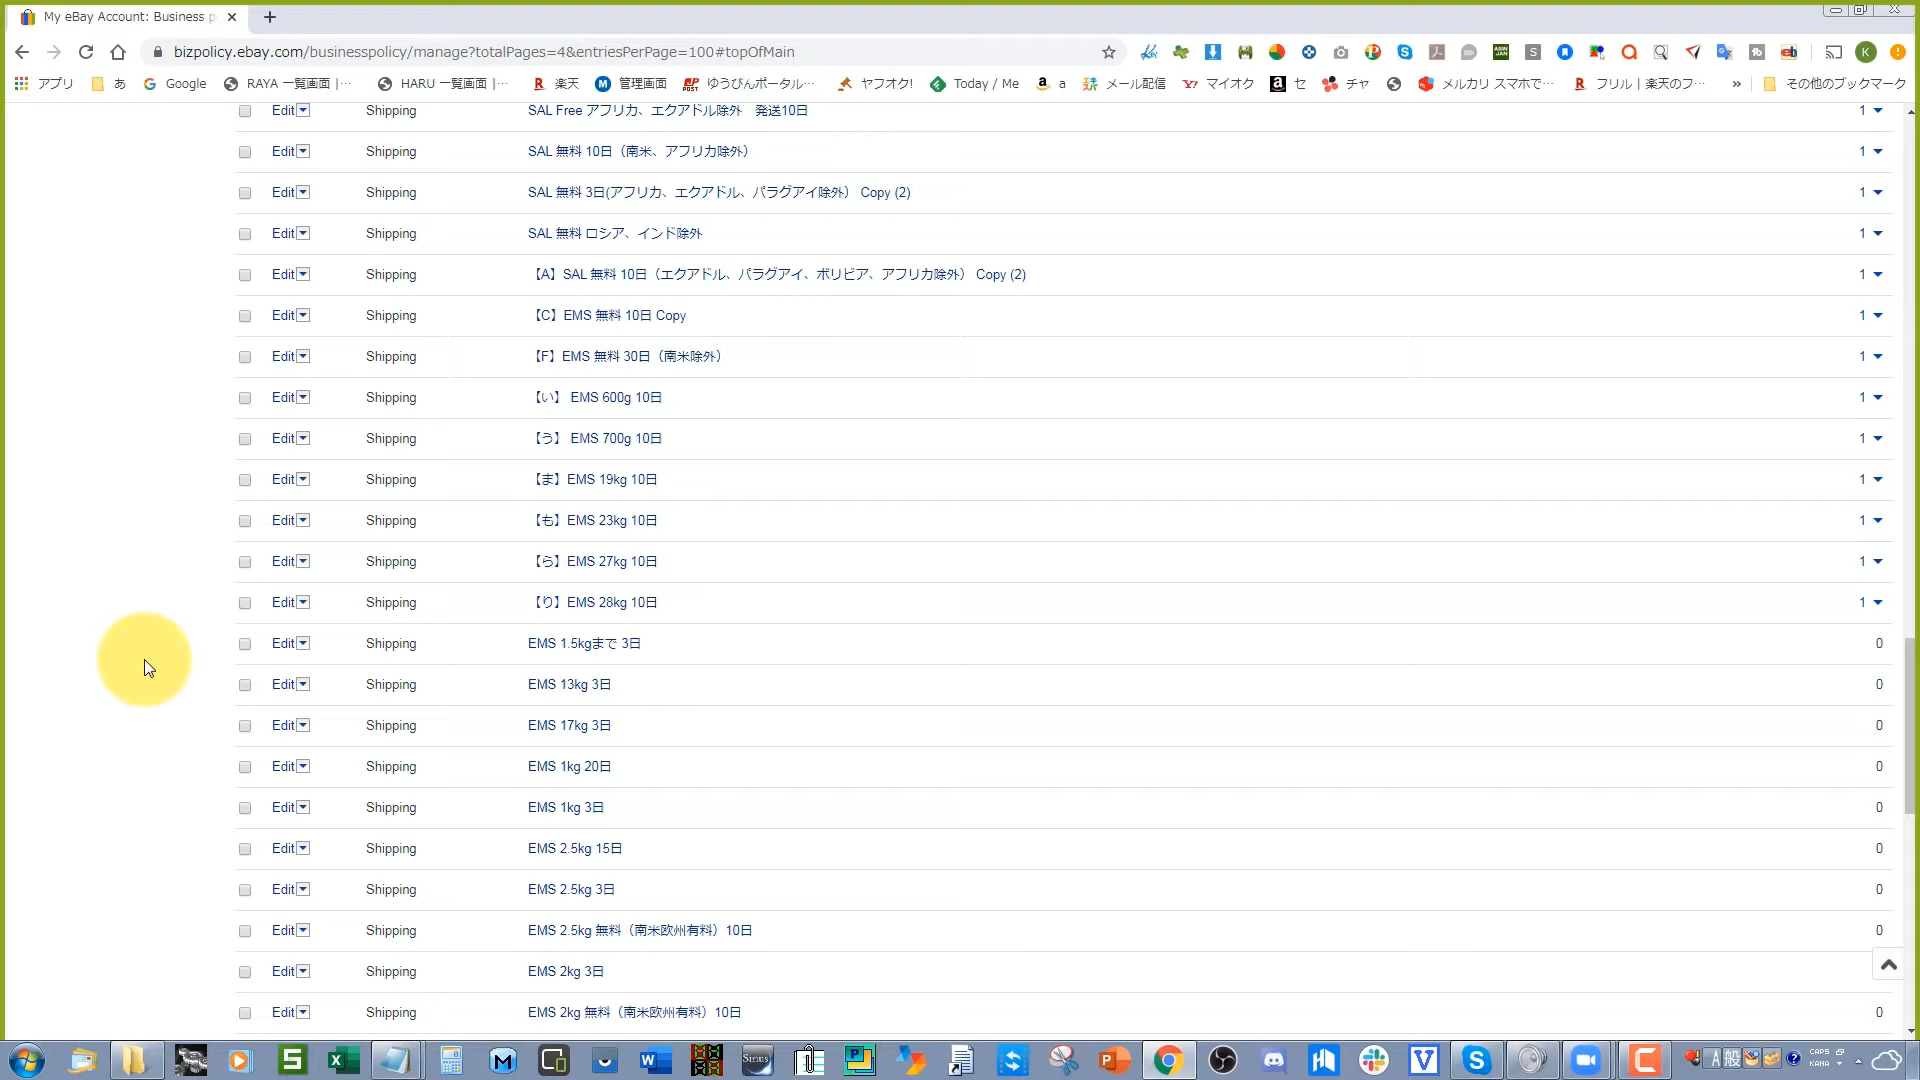 My eBay Account: Business p
bizpolicy.ebay.com/businesspolicy/manage?totalPages=4&entriesPerPage=100#topOfMain
アプリ あ Google RAYA 一覧画面 |… HARU 一覧画面 |… 楽天 管理画面 ゆうびんポータル… ヤフオク! Today / Me a メール配信 マイオク セ チャ メルカリ スマホで… フリル | 楽天のフ… » その他のブックマーク
Edit Shipping SAL Free アフリカ、エクアドル除外 発送10日 1
Edit Shipping SAL 無料 10日（南米、アフリカ除外） 1
Edit Shipping SAL 無料 3日(アフリカ、エクアドル、パラグアイ除外） Copy (2) 1
Edit Shipping SAL 無料 ロシア、インド除外 1
Edit Shipping 【A】SAL 無料 10日（エクアドル、パラグアイ、ボリビア、アフリカ除外） Copy (2) 1
Edit Shipping 【C】EMS 無料 10日 Copy 1
Edit Shipping 【F】EMS 無料 30日（南米除外） 1
Edit Shipping 【い】 EMS 600g 10日 1
Edit Shipping 【う】 EMS 700g 10日 1
Edit Shipping 【ま】EMS 19kg 10日 1
Edit Shipping 【も】EMS 23kg 10日 1
Edit Shipping 【ら】EMS 27kg 10日 1
Edit Shipping 【り】EMS 28kg 10日 1
Edit Shipping EMS 1.5kgまで 3日 0
Edit Shipping EMS 13kg 3日 0
Edit Shipping EMS 17kg 3日 0
Edit Shipping EMS 1kg 20日 0
Edit Shipping EMS 1kg 3日 0
Edit Shipping EMS 2.5kg 15日 0
Edit Shipping EMS 2.5kg 3日 0
Edit Shipping EMS 2.5kg 無料（南米欧州有料）10日 0
Edit Shipping EMS 2kg 3日
Edit Shipping EMS 2kg 無料（南米欧州有料）10日 0
A 般 CAPS
KANA